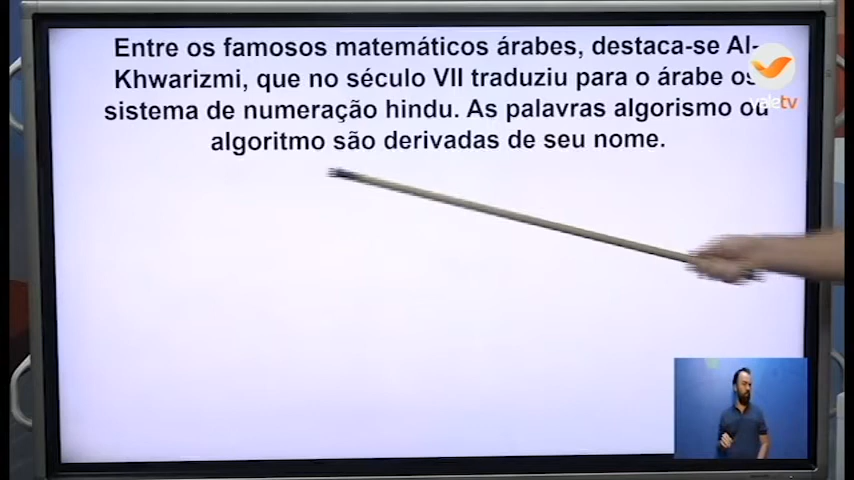 Entre os famosos matemáticos árabes, destaca-se Al-
Khwarizmi, que no século VII traduziu para o árabe os
sistema de numeração hindu. As palavras algorismo ou
algoritmo são derivadas de seu nome.
valetv